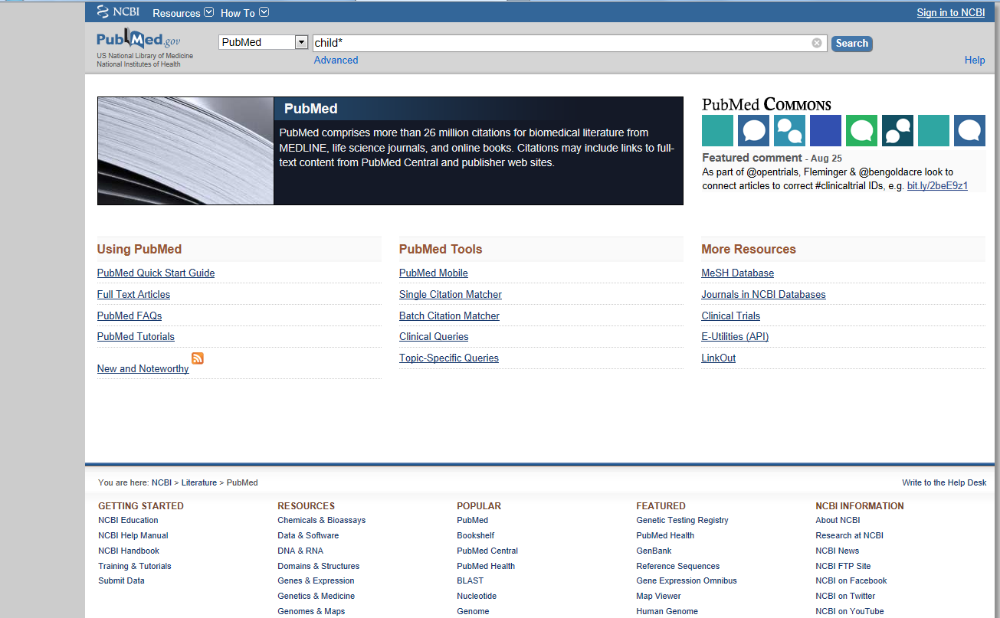 NCBI Resources How To Sign in to NCBI
PubMed.gov
US National Library of Medicine
National Institutes of Health
PubMed child* Search
Advanced Help
PubMed
PubMed comprises more than 26 million citations for biomedical literature from
MEDLINE, life science journals, and online books. Citations may include links to full-
text content from PubMed Central and publisher web sites.
PubMed COMMONS
Featured comment - Aug 25
As part of @opentrials, Fleminger & @bengoldacre look to
connect articles to correct #clinicaltrial IDs, e.g. bit.ly/2beE9z1
Using PubMed
PubMed Quick Start Guide
Full Text Articles
PubMed FAQs
PubMed Tutorials
New and Noteworthy
PubMed Tools
PubMed Mobile
Single Citation Matcher
Batch Citation Matcher
Clinical Queries
Topic-Specific Queries
More Resources
MeSH Database
Journals in NCBI Databases
Clinical Trials
E-Utilities (API)
LinkOut
You are here: NCBI > Literature > PubMed
Write to the Help Desk
GETTING STARTED
NCBI Education
NCBI Help Manual
NCBI Handbook
Training & Tutorials
Submit Data
RESOURCES
Chemicals & Bioassays
Data & Software
DNA & RNA
Domains & Structures
Genes & Expression
Genetics & Medicine
Genomes & Maps
POPULAR
PubMed
Bookshelf
PubMed Central
PubMed Health
BLAST
Nucleotide
Genome
FEATURED
Genetic Testing Registry
PubMed Health
GenBank
Reference Sequences
Gene Expression Omnibus
Map Viewer
Human Genome
NCBI INFORMATION
About NCBI
Research at NCBI
NCBI News
NCBI FTP Site
NCBI on Facebook
NCBI on Twitter
NCBI on YouTube